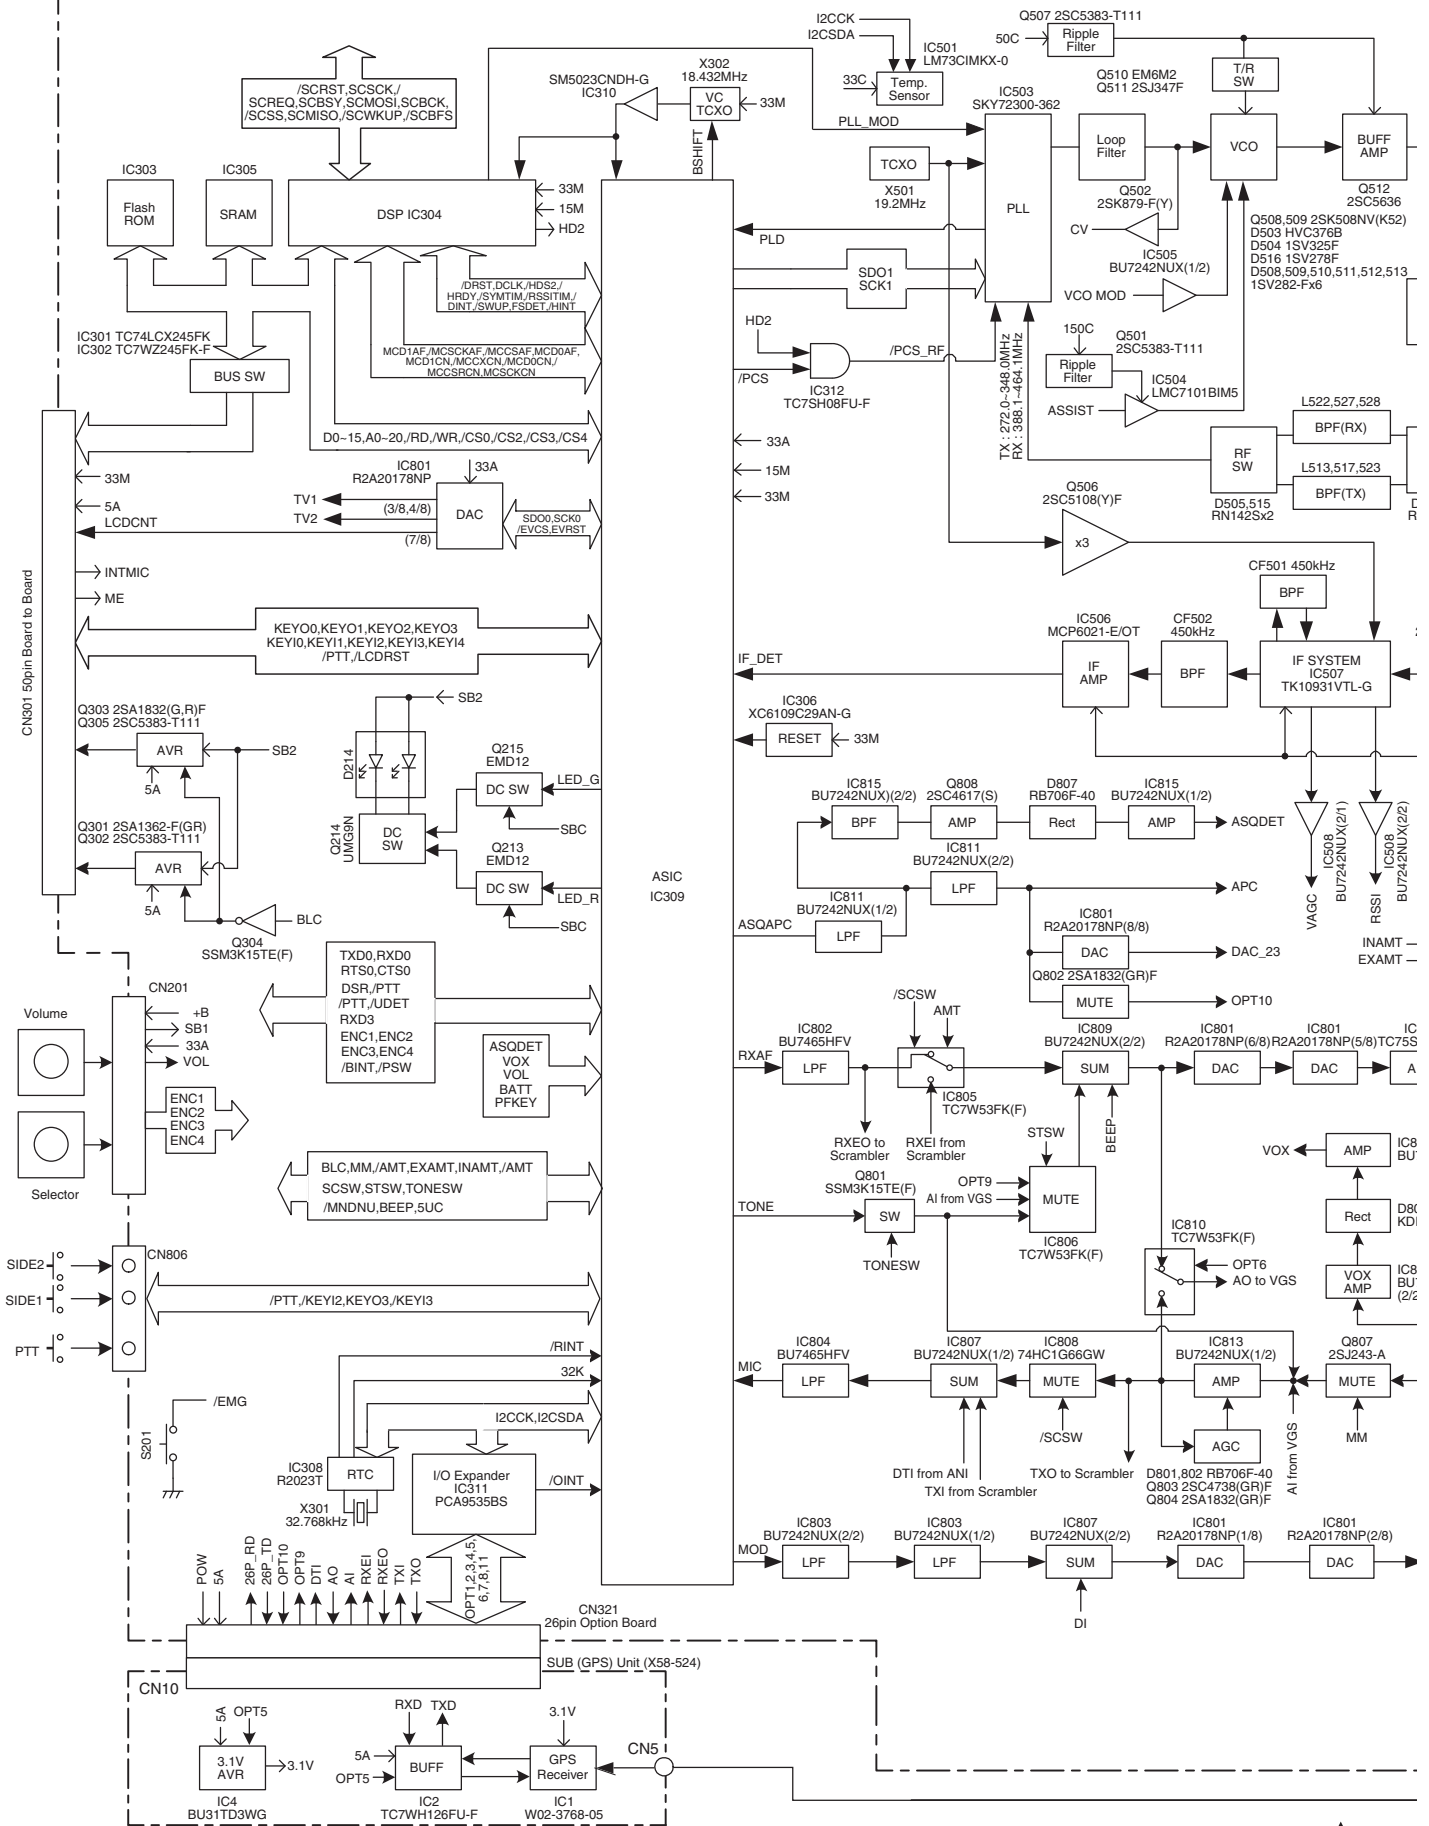 I2CCK
I2CSDA
IC501
LM73CIMKX-0
33C
Temp.
Sensor
Q507 2SC5383-T111
50C
Ripple
Filter
T/R
SW
Q510 EM6M2
Q511 2SJ347F
X302
18.432MHz
SM5023CNDH-G
IC310
VC
TCXO
33M
BSHIFT
/SCRST,SCSCK,/
SCREQ,SCBSY,SCMOSI,SCBCK,
/SCSS,SCMISO,/SCWKUP,/SCBFS
IC503
SKY72300-362
PLL_MOD
TCXO
X501
19.2MHz
PLL
Loop
Filter
VCO
BUFF
AMP
Q512
2SC5636
Q502
2SK879-F(Y)
CV
IC505
BU7242NUX(1/2)
VCO MOD
Q508,509 2SK508NV(K52)
D503 HVC376B
D504 1SV325F
D516 1SV278F
D508,509,510,511,512,513
1SV282-Fx6
IC303
Flash
ROM
IC305
SRAM
DSP IC304
33M
15M
HD2
PLD
SDO1
SCK1
/DRST,DCLK,/HDS2,/
HRDY,/SYMTIM,/RSSITIM,/
DINT,/SWUP,FSDET,/HINT
MCD1AF,/MCSCKAF,/MCCSAF,MCD0AF,
MCD1CN,/MCCXCN,/MCD0CN,/
MCCSRCN,MCSCKCN
IC301 TC74LCX245FK
IC302 TC7WZ245FK-F
BUS SW
HD2
/PCS
/PCS_RF
IC312
TC7SH08FU-F
TX : 272.0~348.0MHz
RX : 388.1~464.1MHz
150C
Q501
2SC5383-T111
Ripple
Filter
IC504
LMC7101BIM5
ASSIST
L522,527,528
BPF(RX)
RF
SW
L513,517,523
BPF(TX)
D505,515
RN142Sx2
D
R
D0~15,A0~20,/RD,/WR,/CS0,/CS2,/CS3,/CS4
33A
15M
33M
CN301 50pin Board to Board
33M
5A
LCDCNT
INTMIC
ME
IC801
R2A20178NP
33A
TV1
TV2
(3/8,4/8)
(7/8)
DAC
SDO0,SCK0
/EVCS,EVRST
Q506
2SC5108(Y)F
x3
CF501 450kHz
BPF
KEYO0,KEYO1,KEYO2,KEYO3
KEYI0,KEYI1,KEYI2,KEYI3,KEYI4
/PTT,/LCDRST
IF_DET
IC506
MCP6021-E/OT
IF
AMP
CF502
450kHz
BPF
IF SYSTEM
IC507
TK10931VTL-G
IC306
XC6109C29AN-G
RESET
33M
Q303 2SA1832(G,R)F
Q305 2SC5383-T111
AVR
SB2
5A
Q301 2SA1362-F(GR)
Q302 2SC5383-T111
AVR
5A
BLC
Q304
SSM3K15TE(F)
SB2
D214
Q214
UMG9N
DC
SW
Q215
EMD12
DC SW
LED_G
SBC
Q213
EMD12
DC SW
LED_R
SBC
ASIC
IC309
IC815
BU7242NUX)(2/2)
BPF
Q808
2SC4617(S)
AMP
D807
RB706F-40
Rect
IC815
BU7242NUX(1/2)
AMP
ASQDET
IC811
BU7242NUX(2/2)
LPF
APC
IC811
BU7242NUX(1/2)
ASQAPC
LPF
IC801
R2A20178NP(8/8)
DAC
DAC_23
Q802 2SA1832(GR)F
MUTE
OPT10
IC508
BU7242NUX(2/1)
IC508
BU7242NUX(2/2)
VAGC
RSSI
INAMT
EXAMT
CN201
Volume
+B
SB1
33A
VOL
ENC1
ENC2
ENC3
ENC4
Selector
TXD0,RXD0
RTS0,CTS0
DSR,/PTT
/PTT,/UDET
RXD3
ENC1,ENC2
ENC3,ENC4
/BINT,/PSW
ASQDET
VOX
VOL
BATT
PFKEY
/SCSW
AMT
RXAF
IC802
BU7465HFV
LPF
IC805
TC7W53FK(F)
RXEO to
Scrambler
RXEI from
Scrambler
IC809
BU7242NUX(2/2)
SUM
BEEP
IC801
R2A20178NP(6/8)
DAC
IC801
R2A20178NP(5/8)
DAC
IC
TC75S
A
STSW
OPT9
AI from VGS
MUTE
IC806
TC7W53FK(F)
VOX
AMP
IC8
BU
Rect
D80
KD
VOX
AMP
IC8
BU
(2/2
BLC,MM,/AMT,EXAMT,INAMT,/AMT
SCSW,STSW,TONESW
/MNDNU,BEEP,5UC
Q801
SSM3K15TE(F)
TONE
SW
TONESW
IC810
TC7W53FK(F)
OPT6
AO to VGS
CN806
SIDE2
SIDE1
PTT
/PTT,/KEYI2,KEYO3,/KEYI3
/RINT
32K
I2CCK,I2CSDA
MIC
IC804
BU7465HFV
LPF
IC807
BU7242NUX(1/2)
SUM
IC808
74HC1G66GW
MUTE
IC813
BU7242NUX(1/2)
AMP
Q807
2SJ243-A
MUTE
MM
/SCSW
AGC
DTI from ANI
TXI from Scrambler
TXO to Scrambler
D801,802 RB706F-40
Q803 2SC4738(GR)F
Q804 2SA1832(GR)F
AI from VGS
/EMG
S201
IC308
R2023T
RTC
X301
32.768kHz
I/O Expander
IC311
PCA9535BS
/OINT
MOD
IC803
BU7242NUX(2/2)
LPF
IC803
BU7242NUX(1/2)
LPF
IC807
BU7242NUX(2/2)
SUM
DI
IC801
R2A20178NP(1/8)
DAC
IC801
R2A20178NP(2/8)
DAC
POW
5A
26P_RD
26P_TD
OPT10
OPT9
DTI
AO
AI
RXEI
RXEO
TXI
TXO
OPT1,2,3,4,5,
6,7,8,11
CN321
26pin Option Board
SUB (GPS) Unit (X58-524)
CN10
5A
OPT5
3.1V
AVR
3.1V
IC4
BU31TD3WG
RXD
TXD
5A
OPT5
BUFF
IC2
TC7WH126FU-F
3.1V
GPS
Receiver
IC1
W02-3768-05
CN5